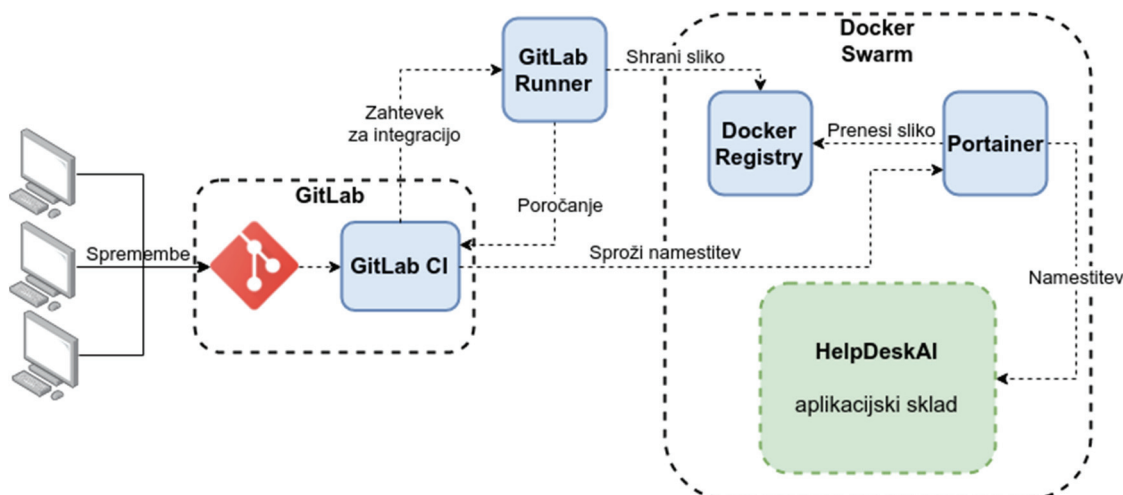 Docker
Swarm
GitLab
Runner
Shrani sliko
Zahtevek
za integracijo
Docker
Registry
Prenesi sliko
Portainer
GitLab
Poročanje
Spremembe
GitLab CI
Sproži namestitev
Namestitev
HelpDeskAI
aplikacijski sklad